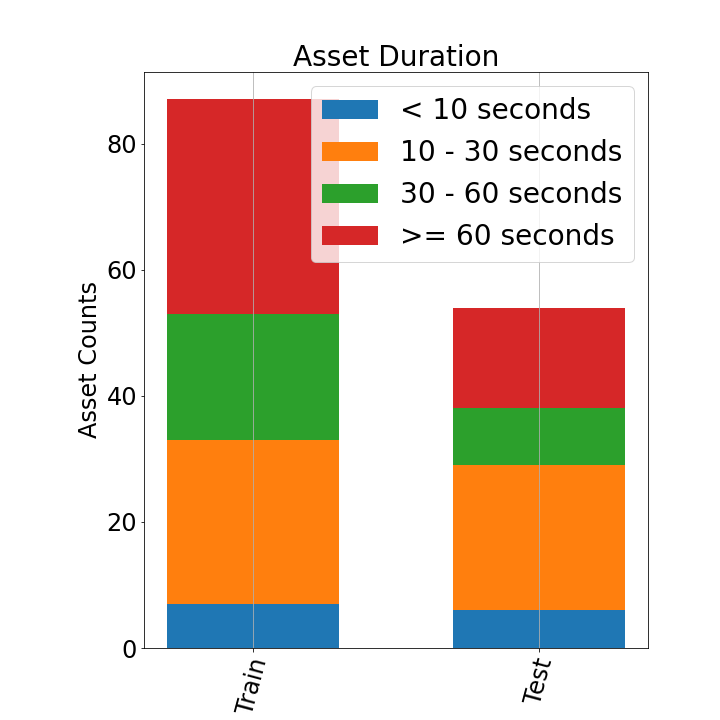 Asset Duration
< 10 seconds
10 - 30 seconds
30 - 60 seconds
>= 60 seconds
Asset Counts
80
60
40
20
0
Train
Test